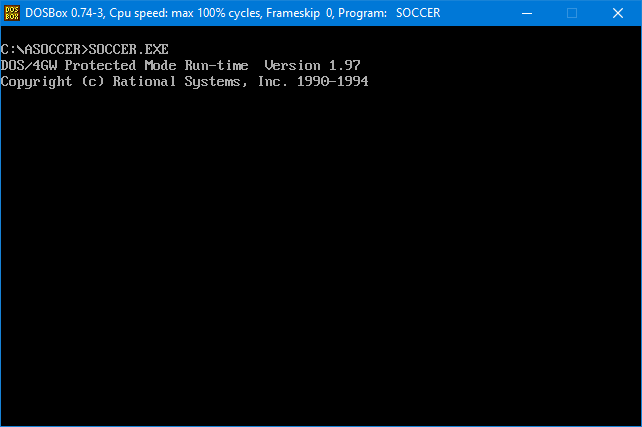 DOS BOX
DOSBox 0.74-3, Cpu speed: max 100% cycles, Frameskip  0, Program:   SOCCER
C:\ASOCCER>SOCCER.EXE
DOS/4GW Protected Mode Run-time  Version 1.97
Copyright (c) Rational Systems, Inc. 1990-1994